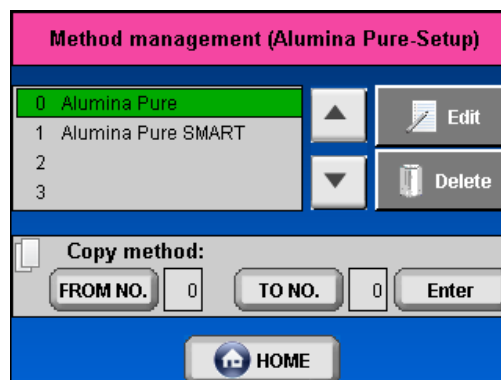 Method management (Alumina Pure-Setup)
0 Alumina Pure
1 Alumina Pure SMART
2
3
Edit
Delete
Copy method:
FROM NO. 0 TO NO. 0 Enter
HOME